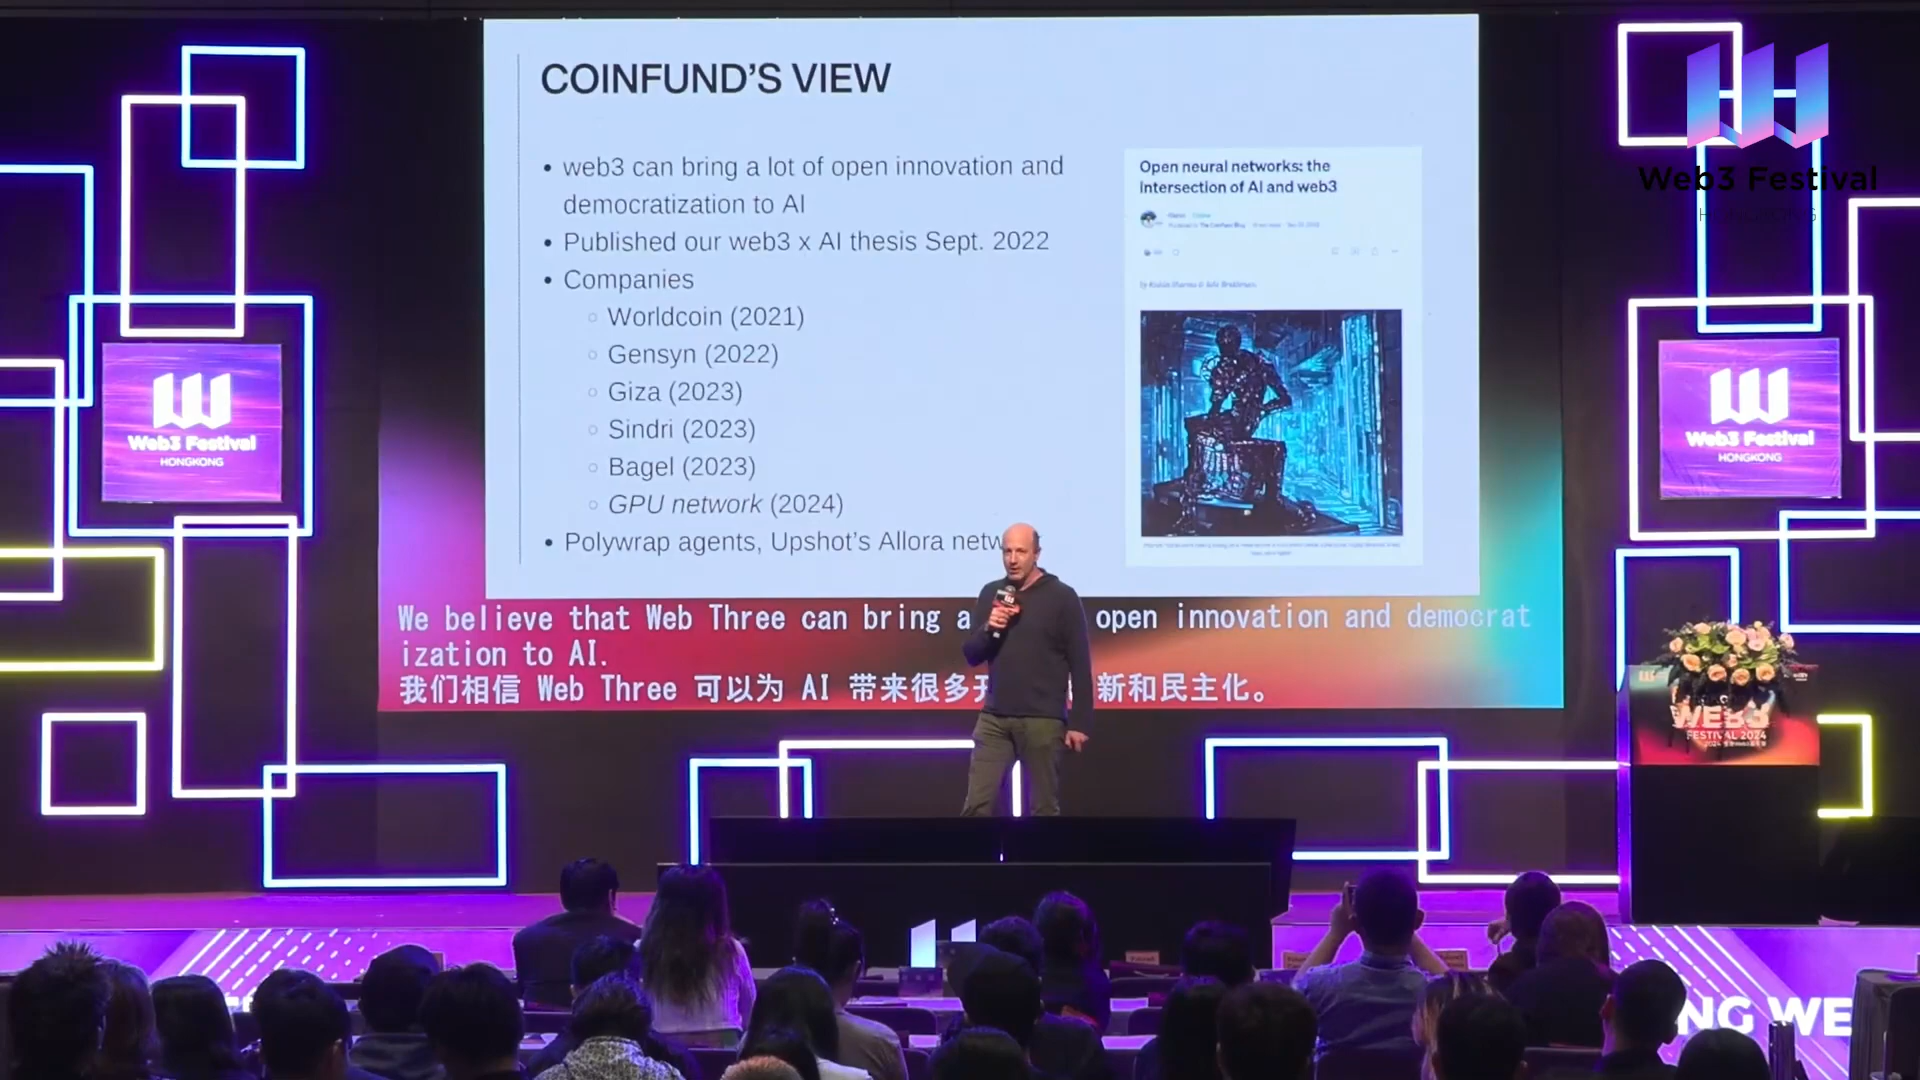 COINFUND'S VIEW
• web3 can bring a lot of open innovation and
democratization to AI
• Published our web3 x AI thesis Sept. 2022
• Companies
○ Worldcoin (2021)
○ Gensyn (2022)
○ Giza (2023)
○ Sindri (2023)
○ Bagel (2023)
○ GPU network (2024)
• Polywrap agents, Upshot's Allora netw
Open neural networks: the
intersection of AI and web3
We believe that Web Three can bring a open innovation and democrat
ization to AI.
我们相信 Web Three 可以为 AI 带来很多 新和民主化。
Web3 Festival
HONGKONG
Web3 Festival
HONGKONG
Web3 Festival
HONGKONG
WEB3
FESTIVAL 2024
NG WE